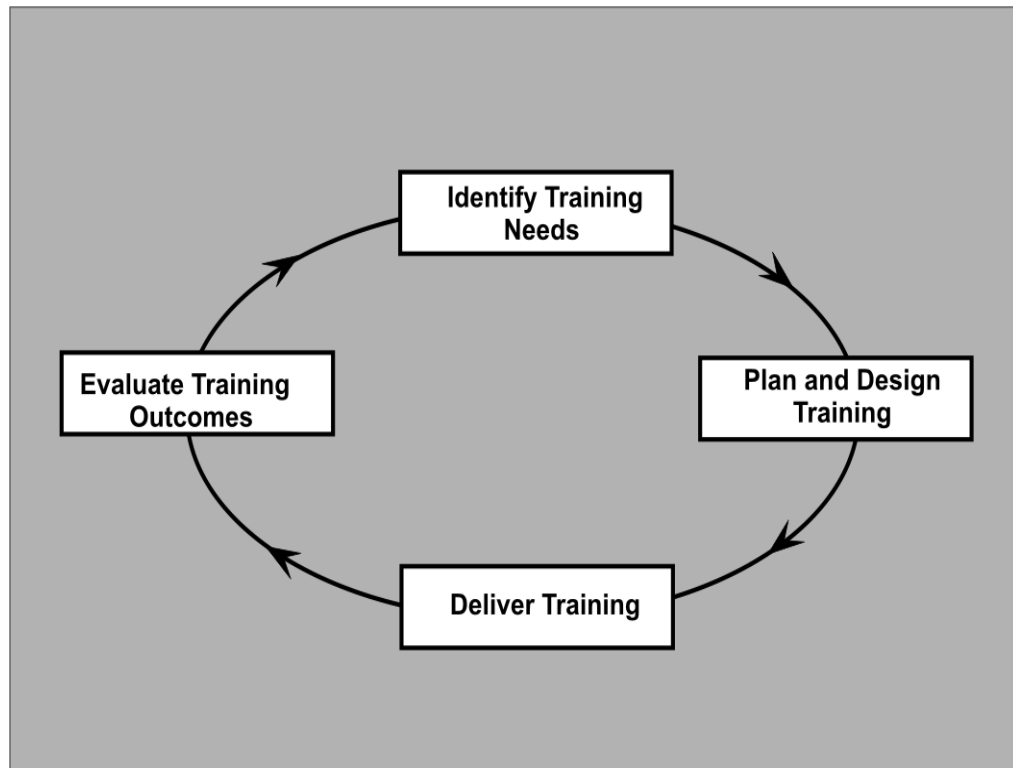 Identify Training
Needs
Plan and Design
Training
Deliver Training
Evaluate Training
Outcomes